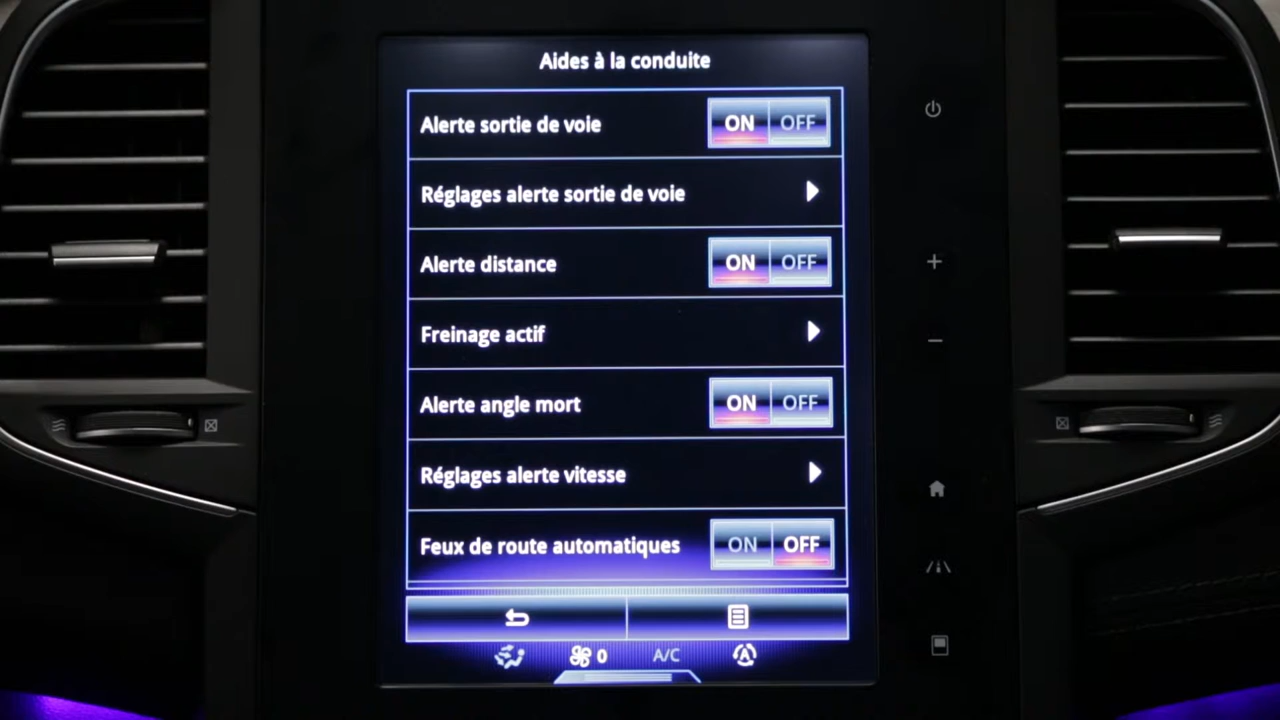 Aides à la conduite
Alerte sortie de voie ON OFF
Réglages alerte sortie de voie
Alerte distance ON OFF
Freinage actif
Alerte angle mort ON OFF
Réglages alerte vitesse
Feux de route automatiques ON OFF
0 A/C A